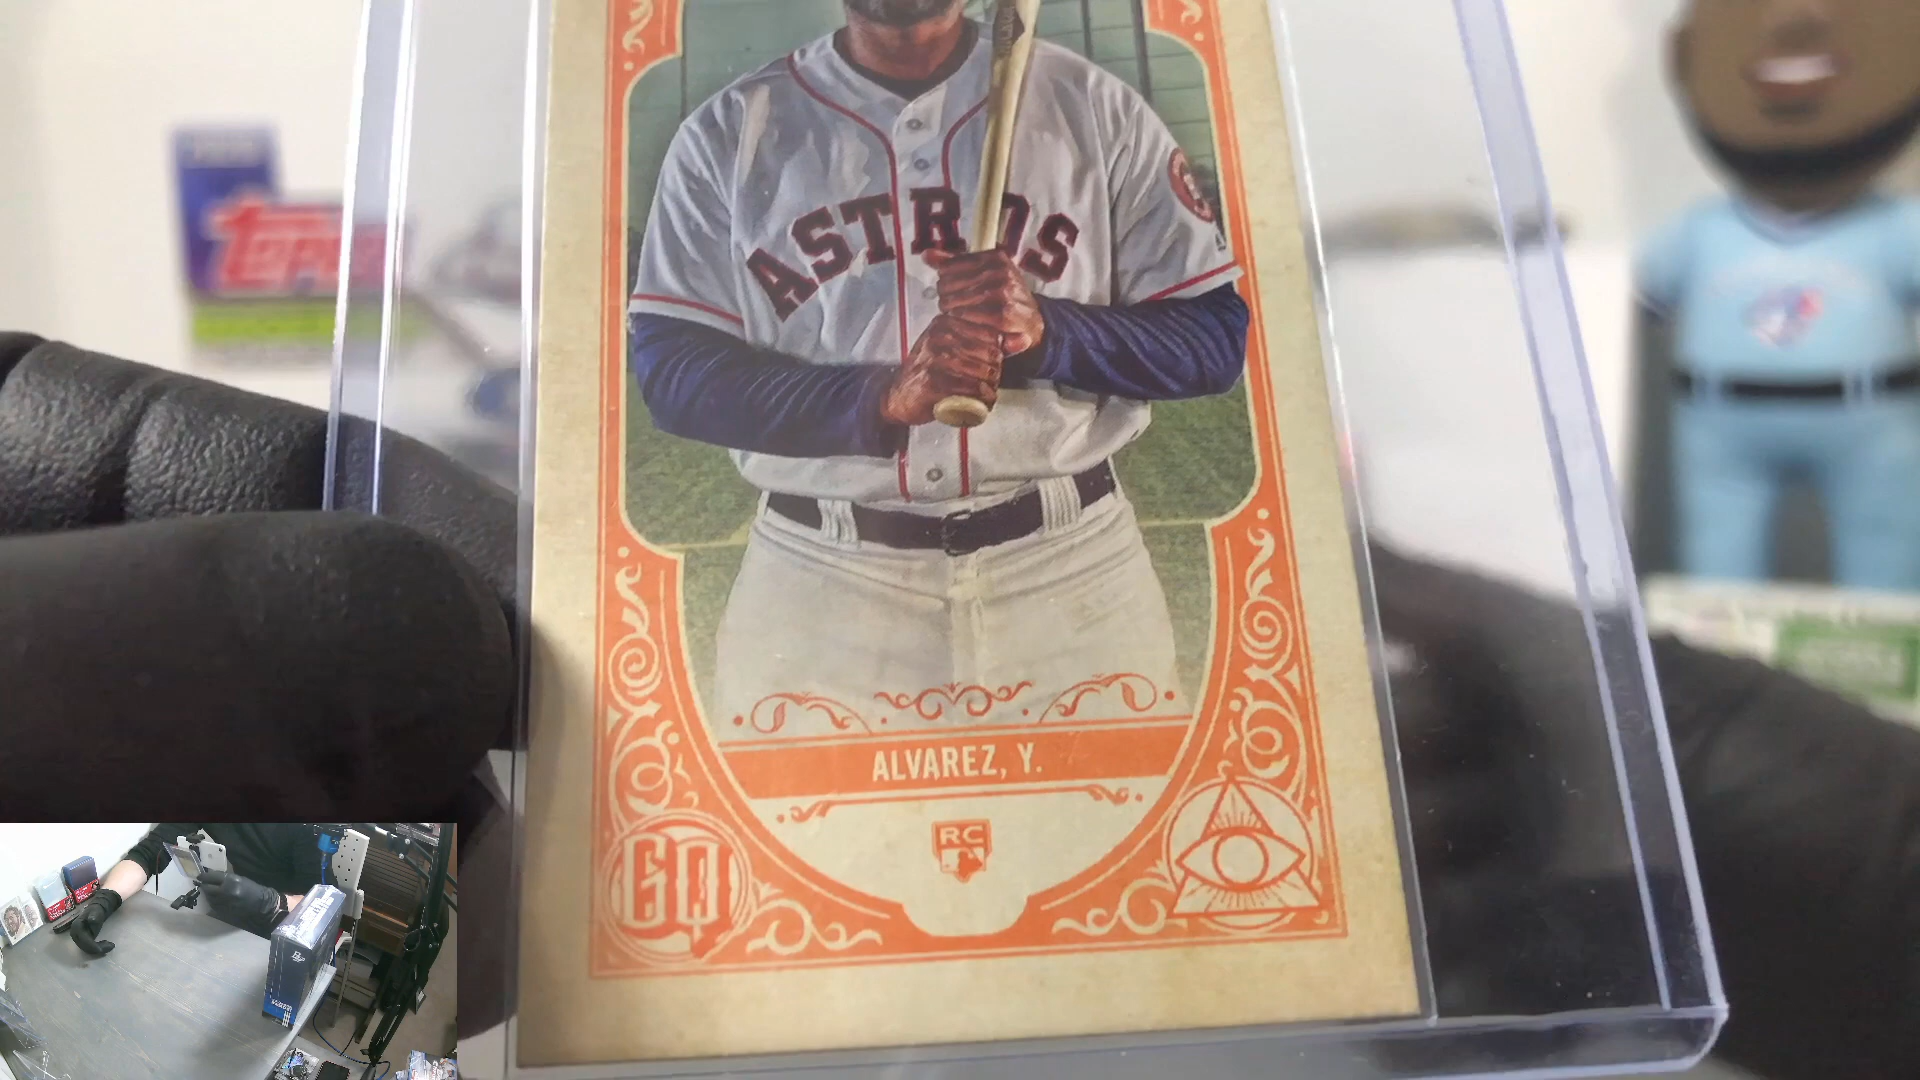 Topps
ASTROS
ALVAREZ, Y.
RC
GQ